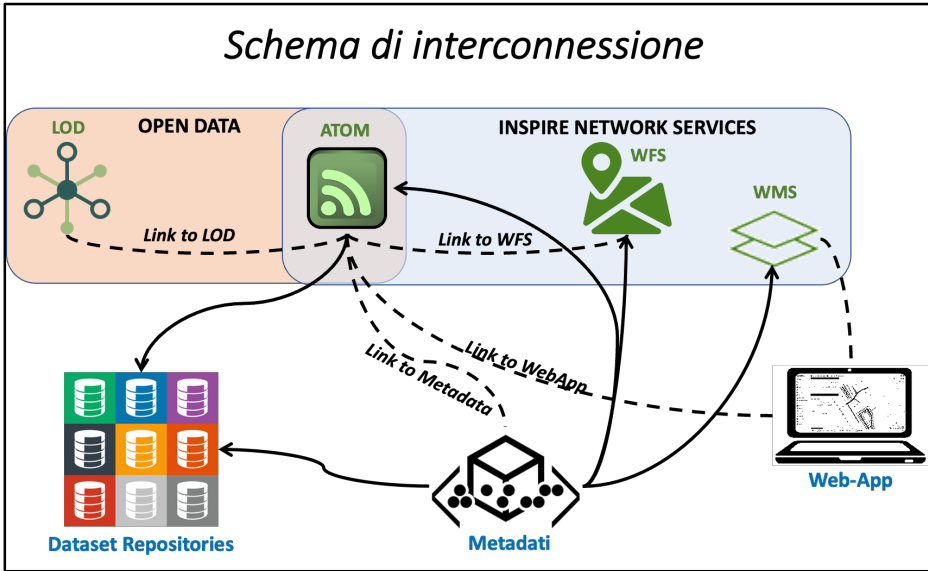 Schema di interconnessione
LOD
OPEN DATA
ATOM
INSPIRE NETWORK SERVICES
WFS
WMS
Link to LOD
Link to WFS
Link to WebApp
Link to Metadata
Web-App
Dataset Repositories
Metadati